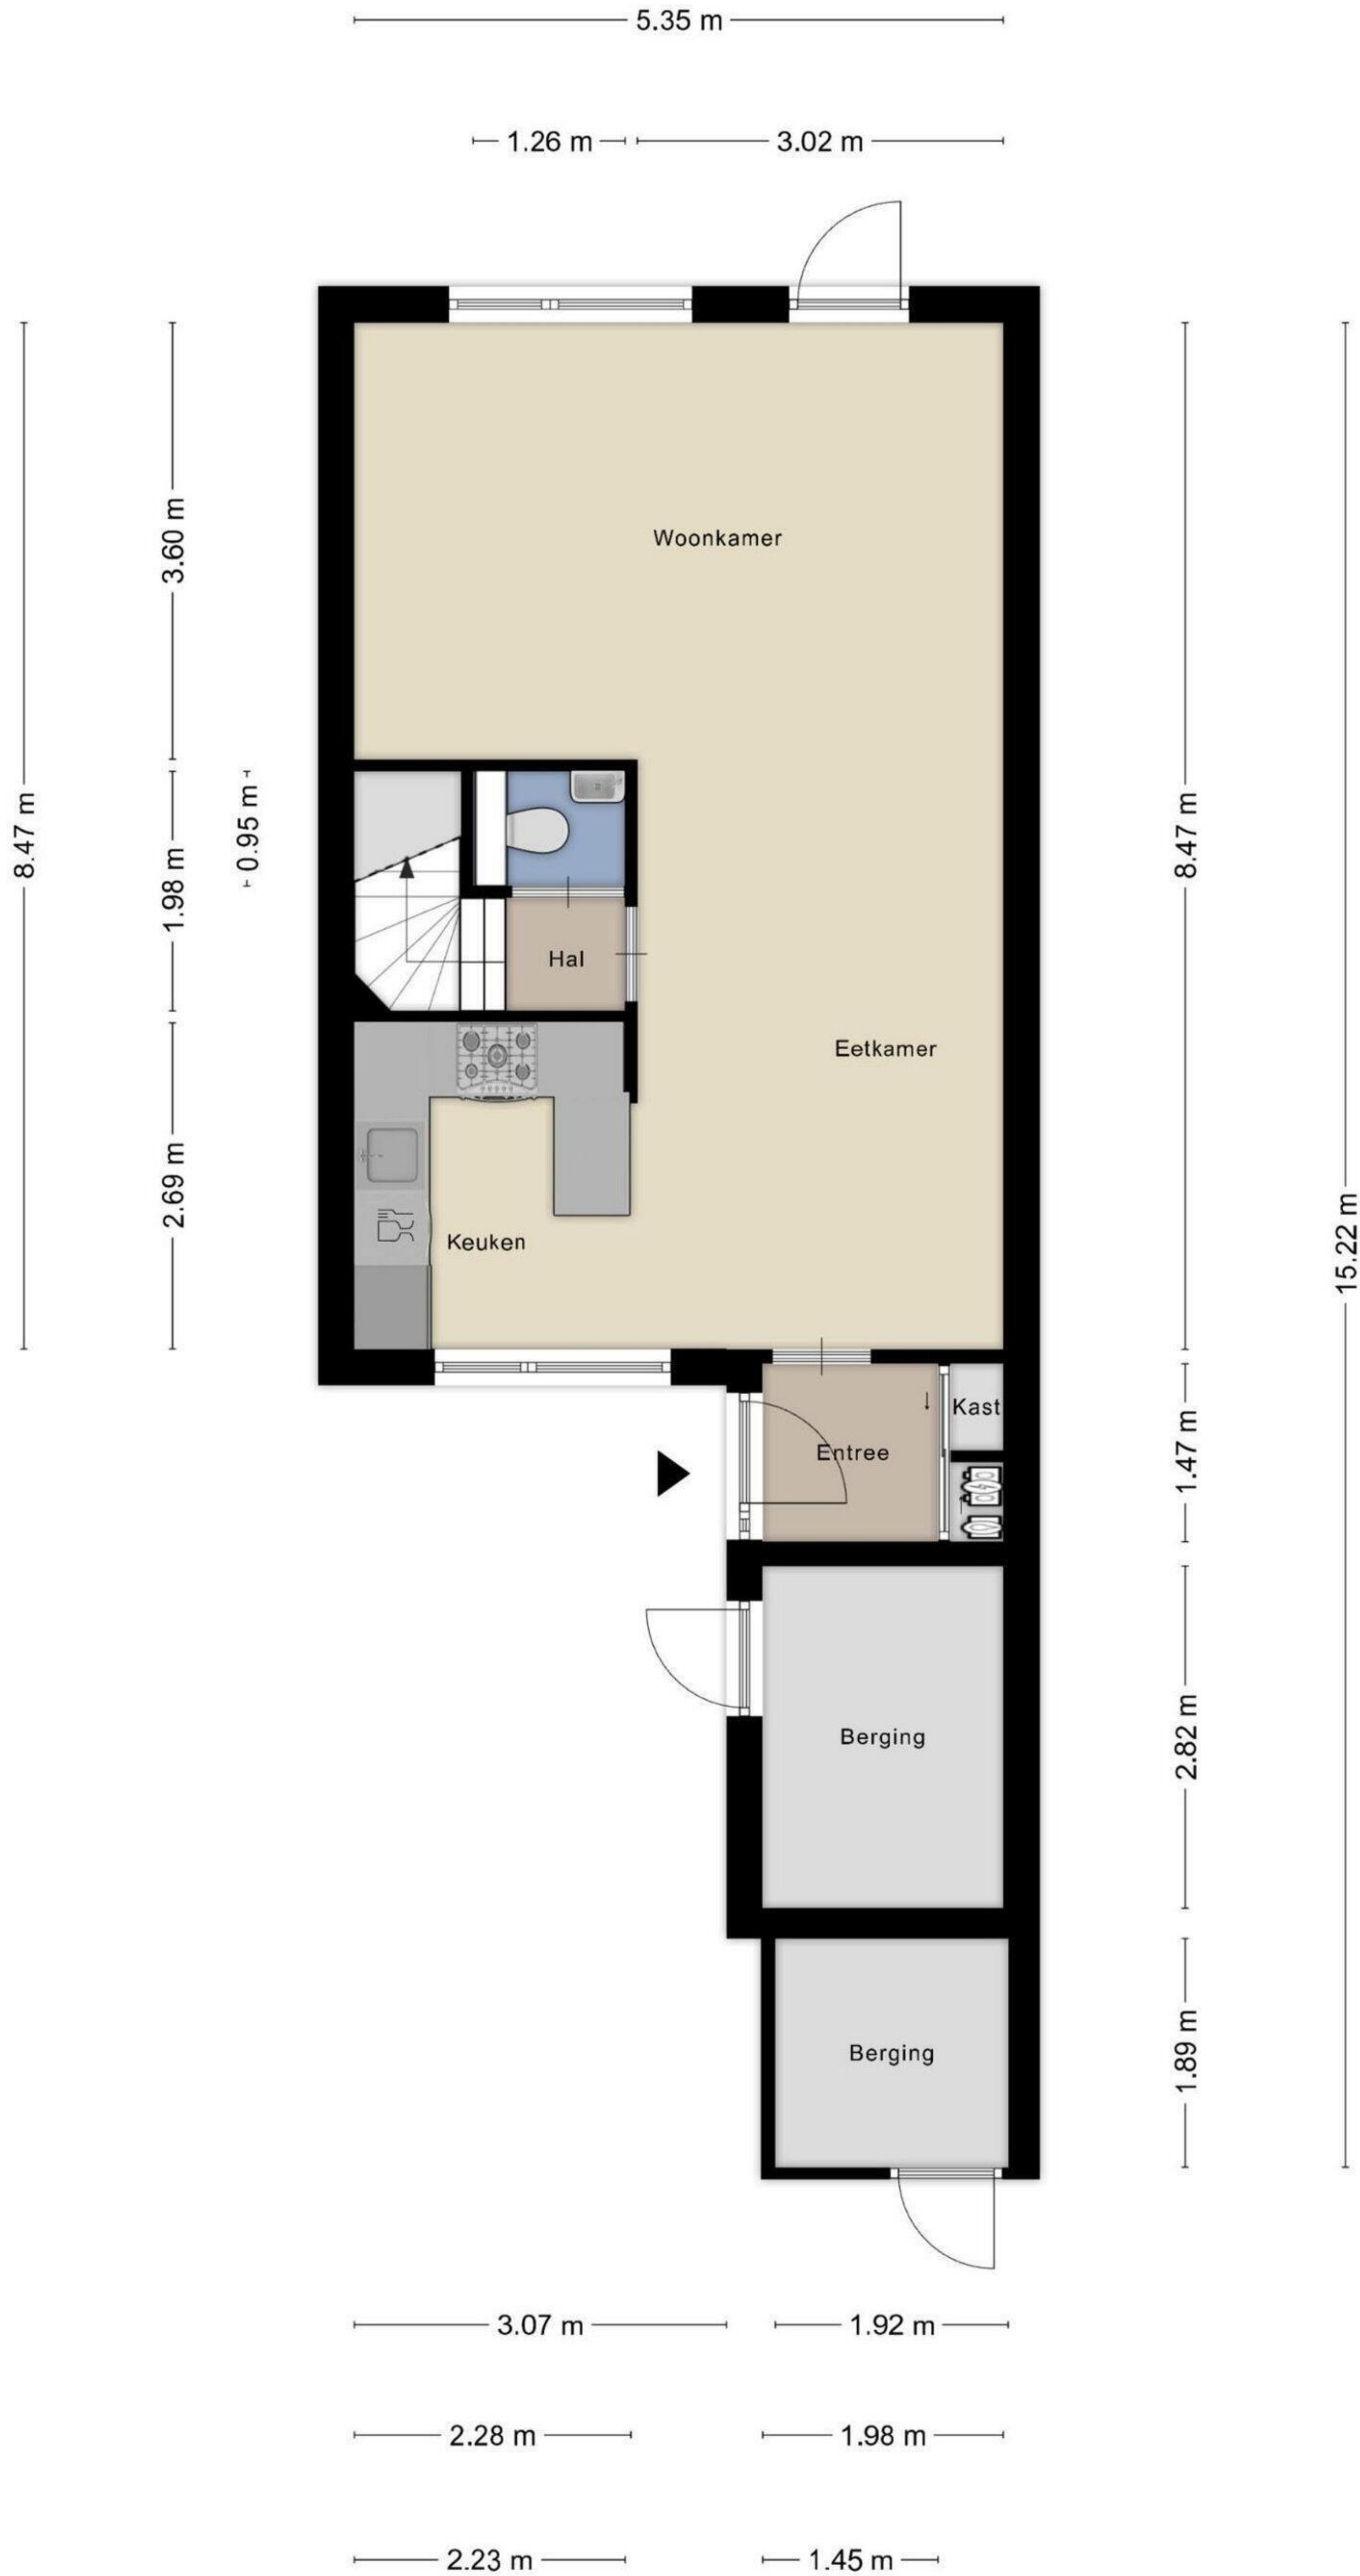 5.35 m
1.26 m
3.02 m
8.47 m
3.60 m
1.98 m
0.95 m
2.69 m
Woonkamer
Hal
Eetkamer
Keuken
Kast
Entree
Berging
Berging
8.47 m
1.47 m
2.82 m
1.89 m
15.22 m
3.07 m
1.92 m
2.28 m
1.98 m
2.23 m
1.45 m